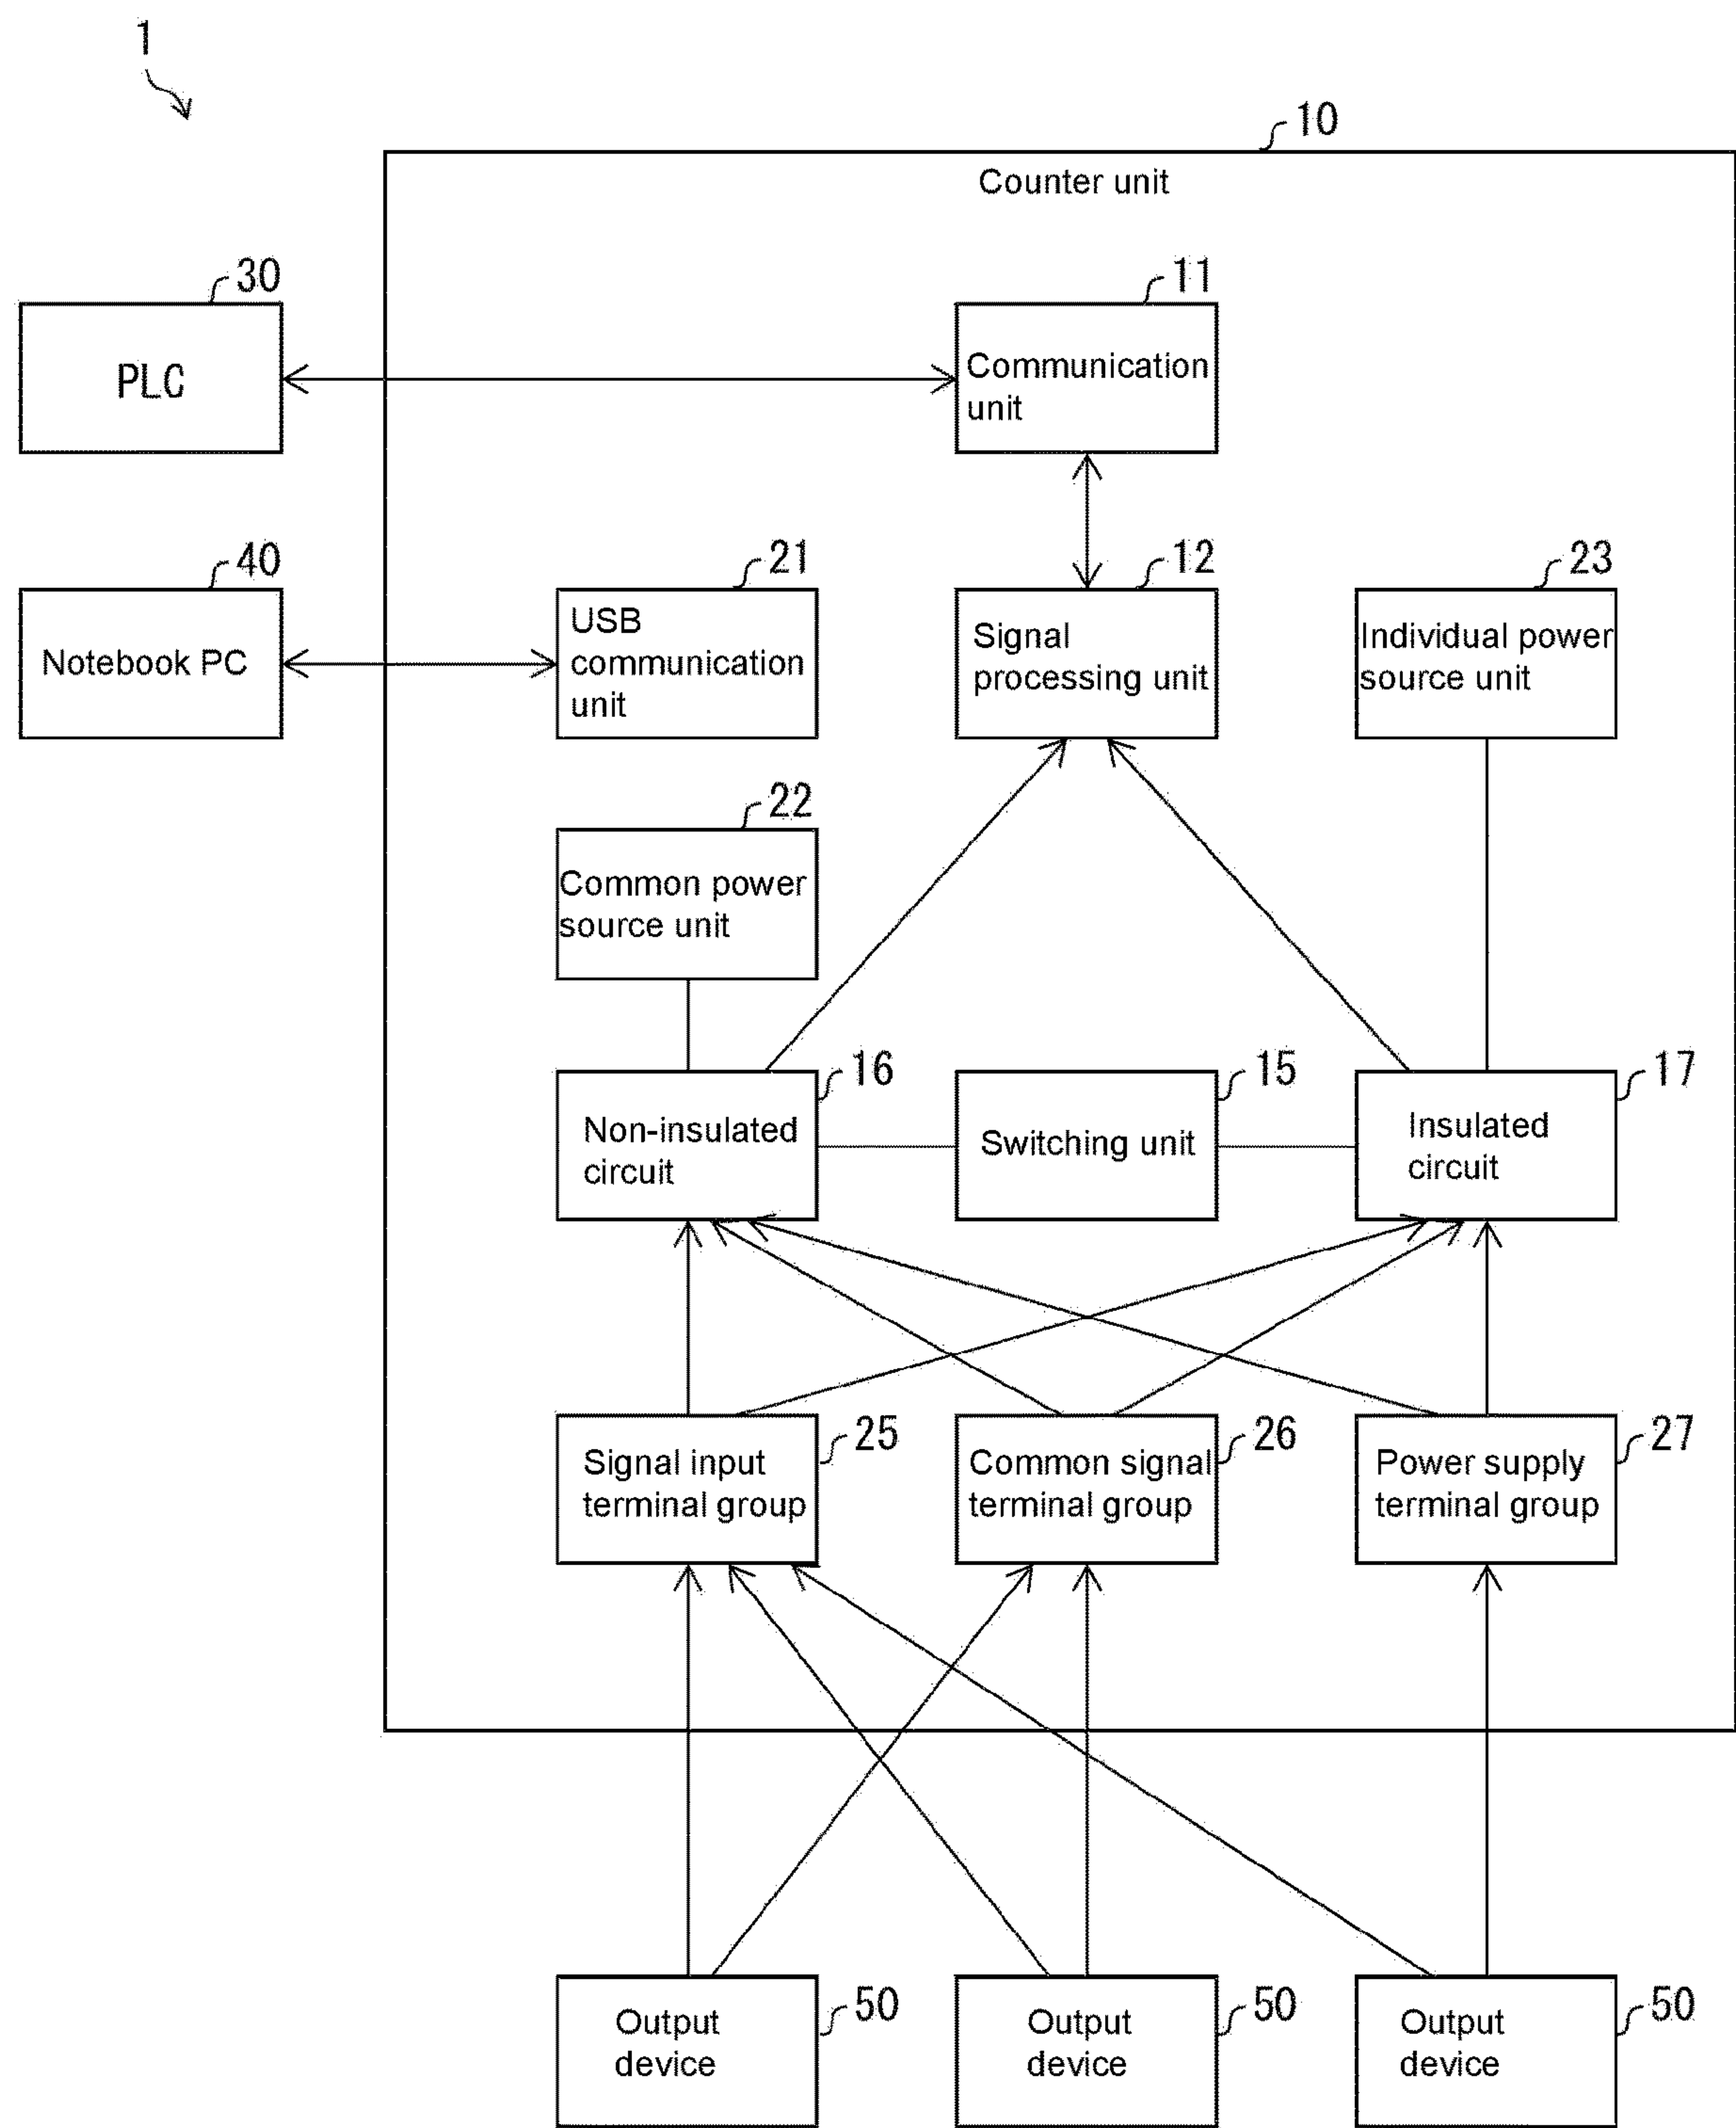 1
10
Counter unit
30
11
PLC
Communication
unit
40
21
12
23
Notebook PC
USB
communication
unit
Signal
processing unit
Individual power
source unit
22
Common power
source unit
16
15
17
Non-insulated
circuit
Switching unit
Insulated
circuit
25
26
27
Signal input
terminal group
Common signal
terminal group
Power supply
terminal group
50
50
50
Output
device
Output
device
Output
device